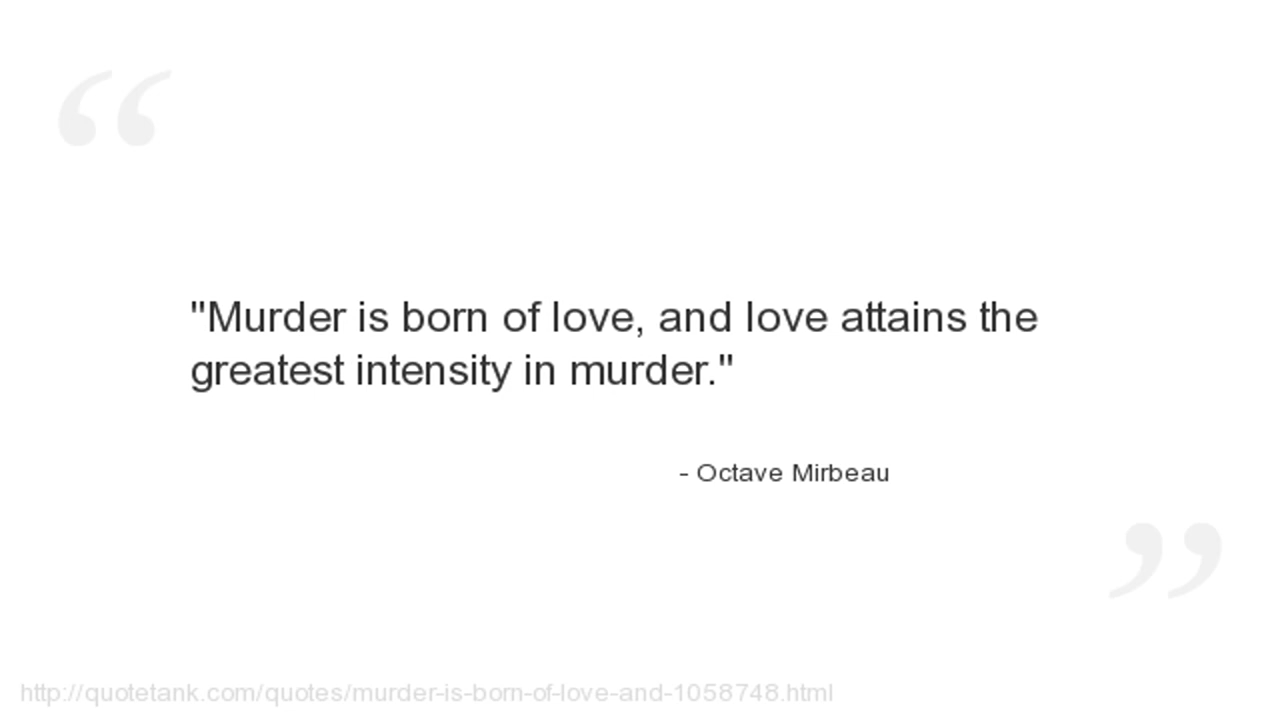 "Murder is born of love, and love attains the
greatest intensity in murder."
- Octave Mirbeau
http://quotetank.com/quotes/murder-is-born-of-love-and-1058748.html